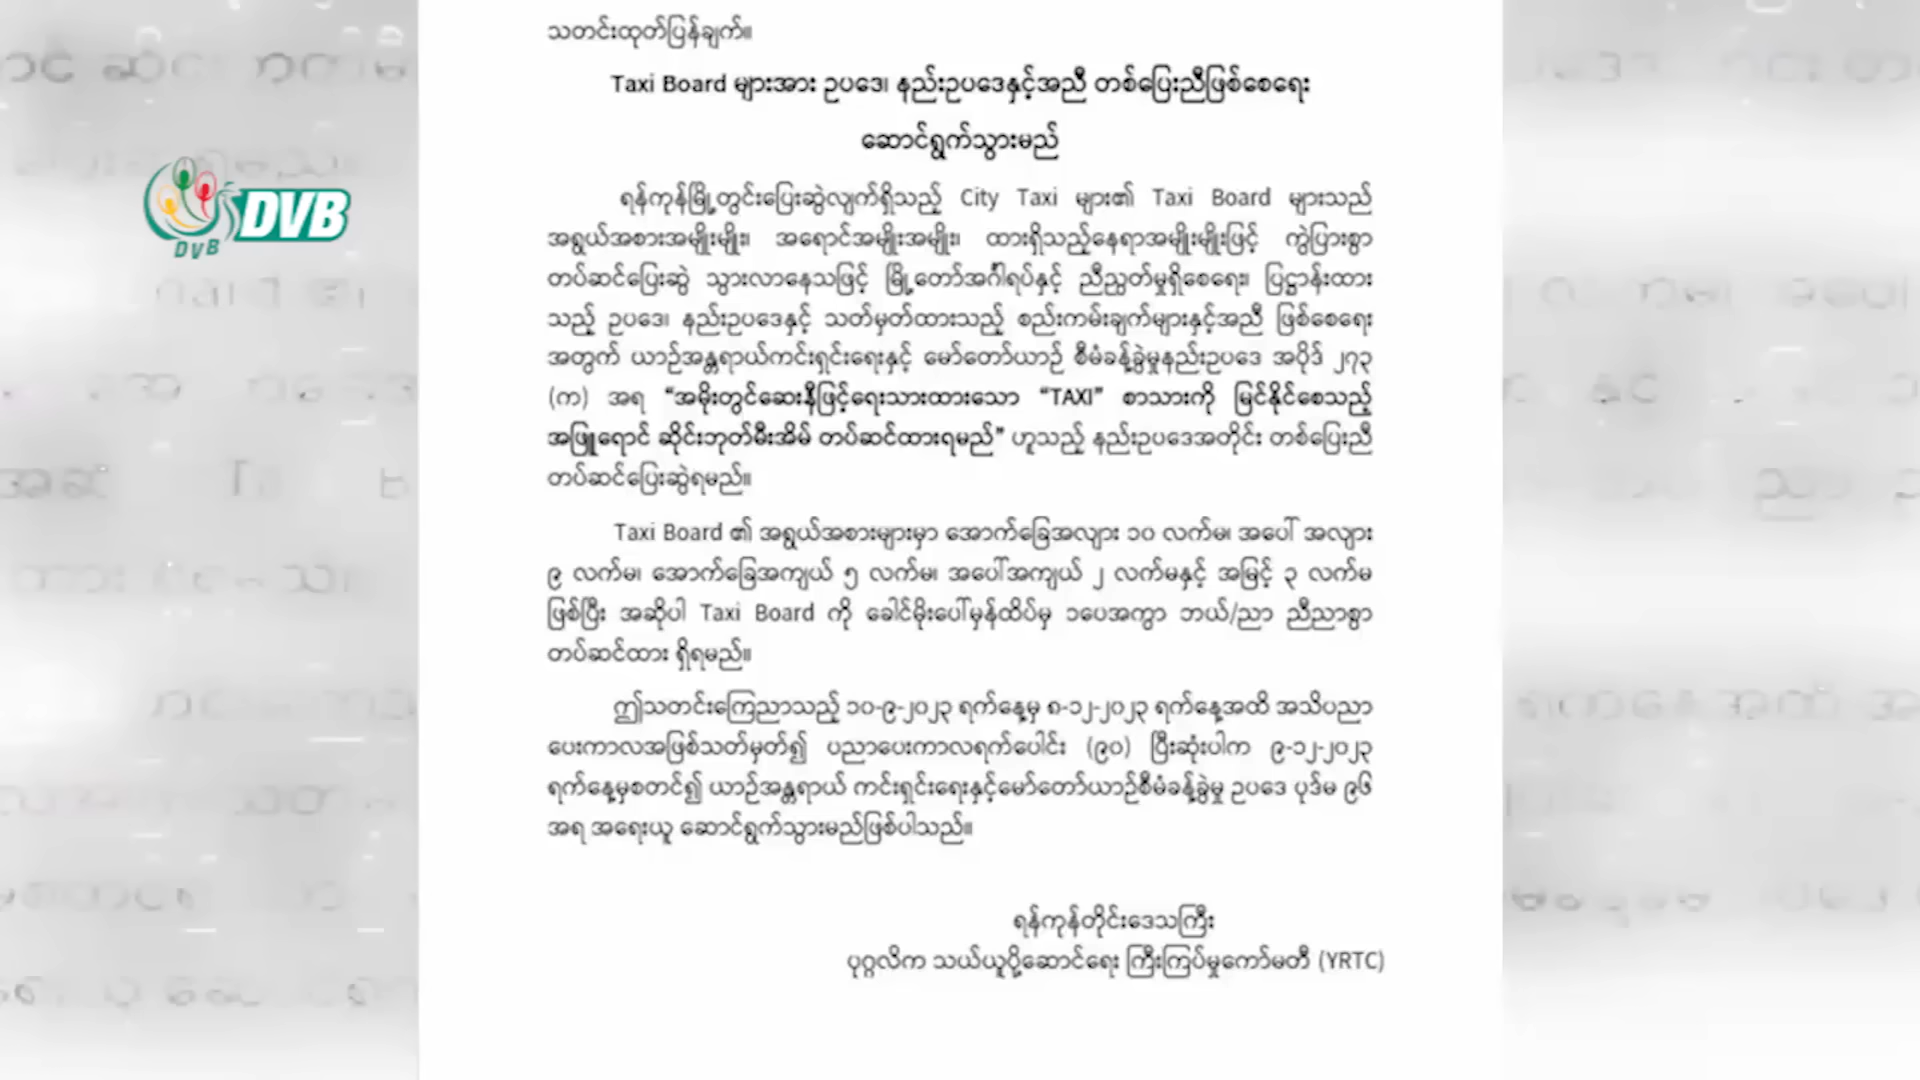 သတင်းထုတ်ပြန်ချက်။
Taxi Board များအား ဥပဒေ၊ နည်းဥပဒေနှင့်အညီ တစ်ပြေးညီဖြစ်စေရေး
ဆောင်ရွက်သွားမည်
ရန်ကုန်မြို့တွင်းပြေးဆွဲလျက်ရှိသည့် City Taxi များ၏ Taxi Board များသည်
အရွယ်အစားအမျိုးမျိုး၊ အရောင်အမျိုးအမျိုး၊ ထားရှိသည့်နေရာအမျိုးမျိုးဖြင့် ကွဲပြားစွာ
တပ်ဆင်ပြေးဆွဲ သွားလာနေသဖြင့် မြို့တော်အင်္ဂါရပ်နှင့် ညီညွတ်မှုရှိစေရေး၊ ပြဋ္ဌာန်းထား
သည့် ဥပဒေ၊ နည်းဥပဒေနှင့် သတ်မှတ်ထားသည့် စည်းကမ်းချက်များနှင့်အညီ ဖြစ်စေရေး
အတွက် ယာဉ်အန္တရာယ်ကင်းရှင်းရေးနှင့် မော်တော်ယာဉ် စီမံခန့်ခွဲမှုနည်းဥပဒေ အပိုဒ် ၂၇၃
(က) အရ “အမိုးတွင်ဆေးနီဖြင့်ရေးသားထားသော “TAXI” စာသားကို မြင်နိုင်စေသည့်
အဖြူရောင် ဆိုင်းဘုတ်မီးအိမ် တပ်ဆင်ထားရမည်” ဟူသည့် နည်းဥပဒေအတိုင်း တစ်ပြေးညီ
တပ်ဆင်ပြေးဆွဲရမည်။
Taxi Board ၏ အရွယ်အစားများမှာ အောက်ခြေအလျား ၁၀ လက်မ၊ အပေါ် အလျား
၉ လက်မ၊ အောက်ခြေအကျယ် ၅ လက်မ၊ အပေါ်အကျယ် ၂ လက်မနှင့် အမြင့် ၃ လက်မ
ဖြစ်ပြီး အဆိုပါ Taxi Board ကို ခေါင်မိုးပေါ်မှန်ထိပ်မှ ၁ပေအကွာ ဘယ်/ညာ ညီညာစွာ
တပ်ဆင်ထား ရှိရမည်။
ဤသတင်းကြေညာသည့် ၁၀-၉-၂၀၂၃ ရက်နေ့မှ ၈-၁၂-၂၀၂၃ ရက်နေ့အထိ အသိပညာ
ပေးကာလအဖြစ်သတ်မှတ်၍ ပညာပေးကာလရက်ပေါင်း (၉၀) ပြီးဆုံးပါက ၉-၁၂-၂၀၂၃
ရက်နေ့မှစတင်၍ ယာဉ်အန္တရာယ် ကင်းရှင်းရေးနှင့်မော်တော်ယာဉ်စီမံခန့်ခွဲမှု ဥပဒေ ပုဒ်မ ၉၆
အရ အရေးယူ ဆောင်ရွက်သွားမည်ဖြစ်ပါသည်။
ရန်ကုန်တိုင်းဒေသကြီး
ပုဂ္ဂလိက သယ်ယူပို့ဆောင်ရေး ကြီးကြပ်မှုကော်မတီ (YRTC)
DVB
DVB